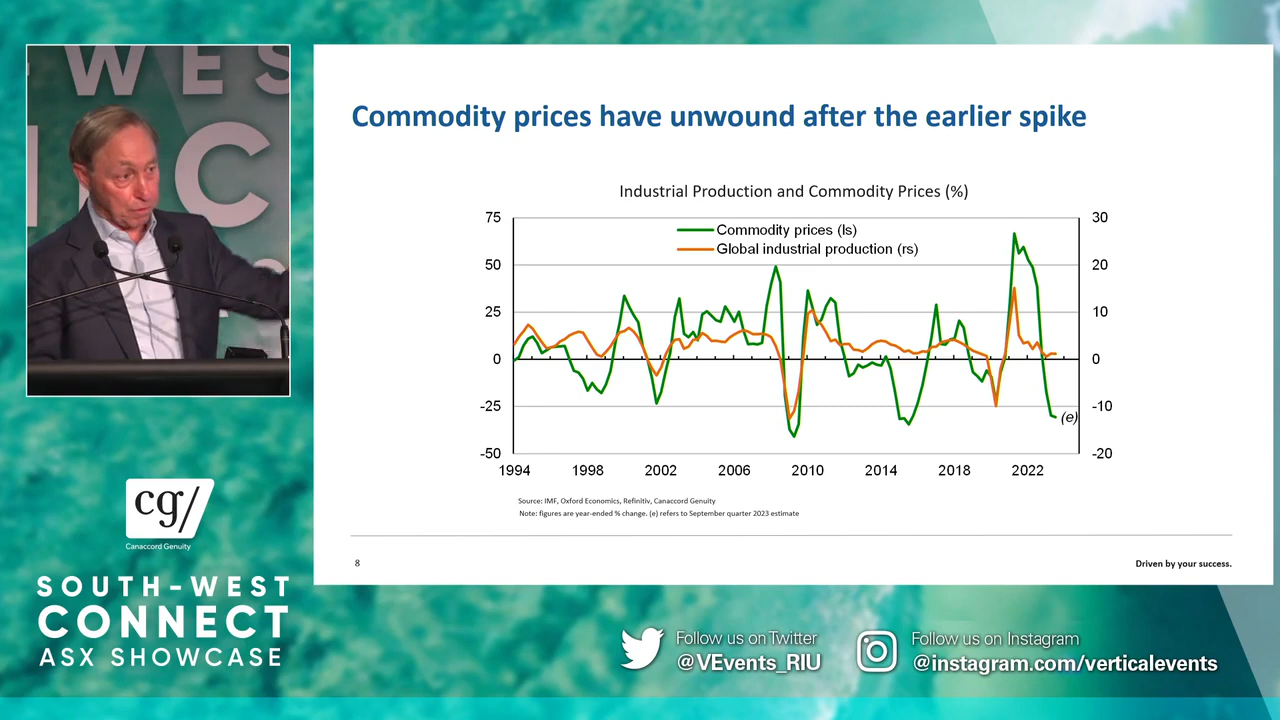 W E S
C
Commodity prices have unwound after the earlier spike
Industrial Production and Commodity Prices (%)
Commodity prices (ls)
Global industrial production (rs)
75
50
25
0
-25
-50
30
20
10
0
-10
-20
(e)
1994 1998 2002 2006 2010 2014 2018 2022
Source: IMF, Oxford Economics, Refinitiv, Canaccord Genuity
Note: figures are year-ended % change. (e) refers to September quarter 2023 estimate
8
Driven by your success.
cg/
Canaccord Genuity
SOUTH-WEST
CONNECT
ASX SHOWCASE
Follow us on Twitter
@VEvents_RIU
Follow us on Instagram
@instagram.com/verticalevents